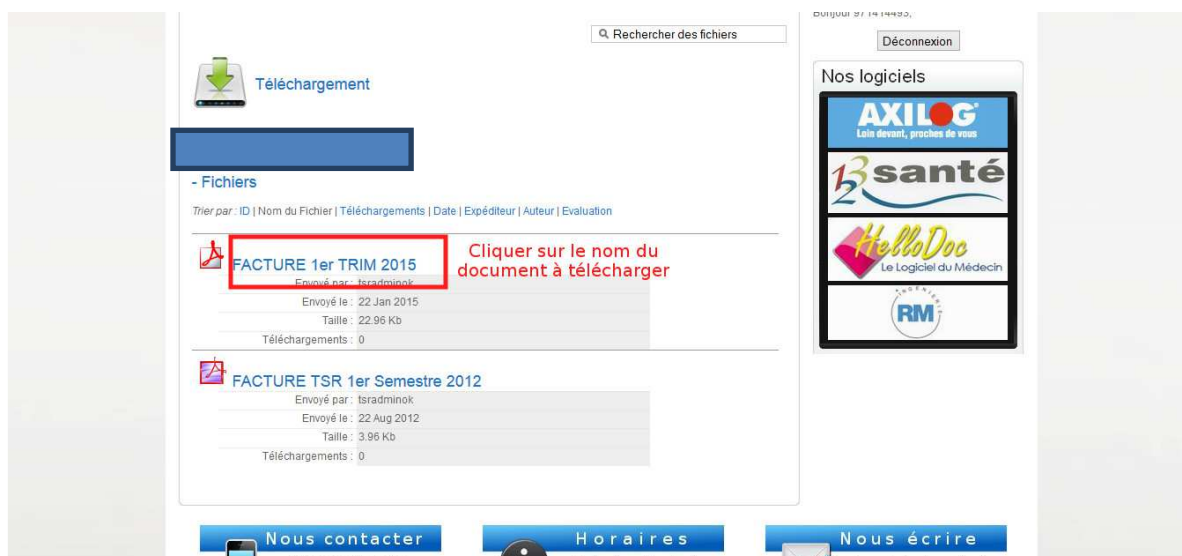 Bonjour 971414493,
Rechercher des fichiers
Déconnexion
Téléchargement
Nos logiciels
AXILOG
Loin devant, proches de vous
123 santé
HelloDoc
Le Logiciel du Médecin
INGENIERIE
RM
- Fichiers
Trier par : ID | Nom du Fichier | Téléchargements | Date | Expéditeur | Auteur | Evaluation
FACTURE 1er TRIM 2015
Cliquer sur le nom du
document à télécharger
Envoyé par : tsradminok
Envoyé le : 22 Jan 2015
Taille : 22.96 Kb
Téléchargements : 0
FACTURE TSR 1er Semestre 2012
Envoyé par : tsradminok
Envoyé le : 22 Aug 2012
Taille : 3.96 Kb
Téléchargements : 0
Nous contacter
Horaires
Nous écrire